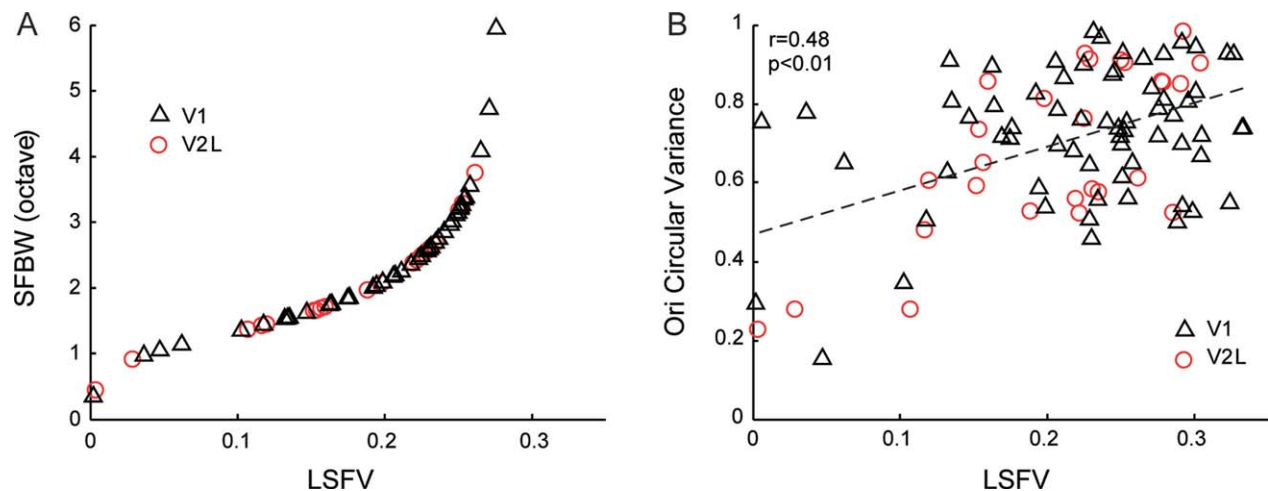 A
SFBW (octave)
6
5
4
3
2
1
0
V1
V2L
0
0.1
0.2
0.3
LSFV
B
r=0.48
p<0.01
Ori Circular Variance
1
0.8
0.6
0.4
0.2
0
V1
V2L
0
0.1
0.2
0.3
LSFV